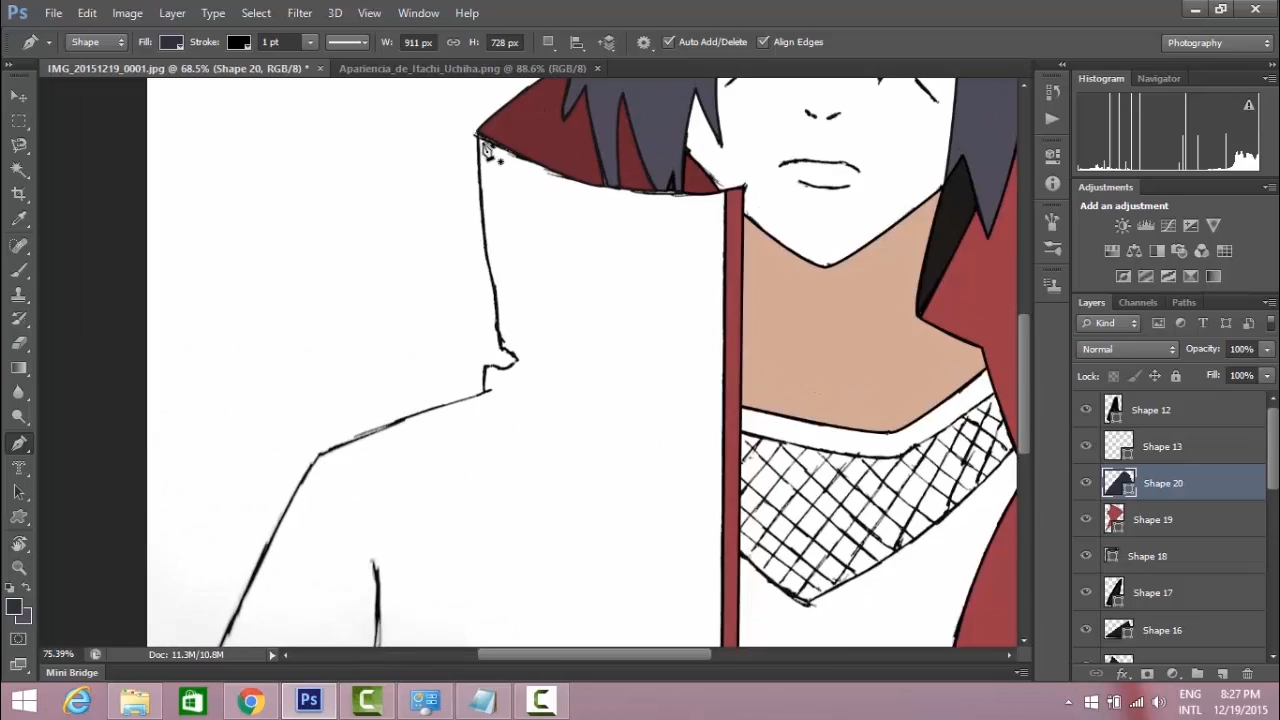 Ps File Edit Image Layer Type Select Filter 3D View Window Help
Shape Fill: Stroke: 1 pt W: 911 px H: 728 px Auto Add/Delete Align Edges Photography
IMG_20151219_0001.jpg @ 68.5% (Shape 20, RGB/8) * × Apariencia_de_Itachi_Uchiha.png @ 88.6% (RGB/8) ×
Histogram Navigator
Adjustments
Add an adjustment
Layers Channels Paths
Kind
Normal Opacity: 100%
Lock: Fill: 100%
Shape 12
Shape 13
Shape 20
Shape 19
Shape 18
Shape 17
Shape 16
75.39% Doc: 11.3M/10.8M
Mini Bridge
Ps ENG 8:27 PM
INTL 12/19/2015